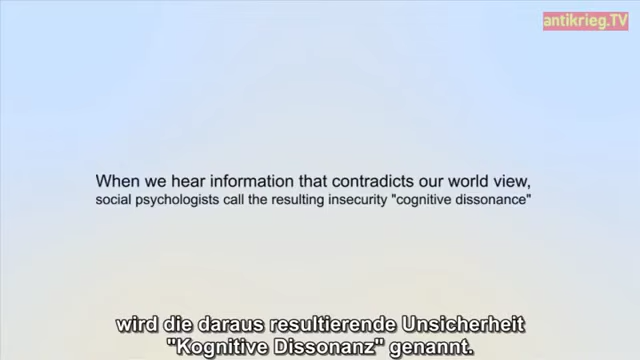 antikrieg.TV
When we hear information that contradicts our world view,
social psychologists call the resulting insecurity "cognitive dissonance"
wird die daraus resultierende Unsicherheit
"Kognitive Dissonanz" genannt.